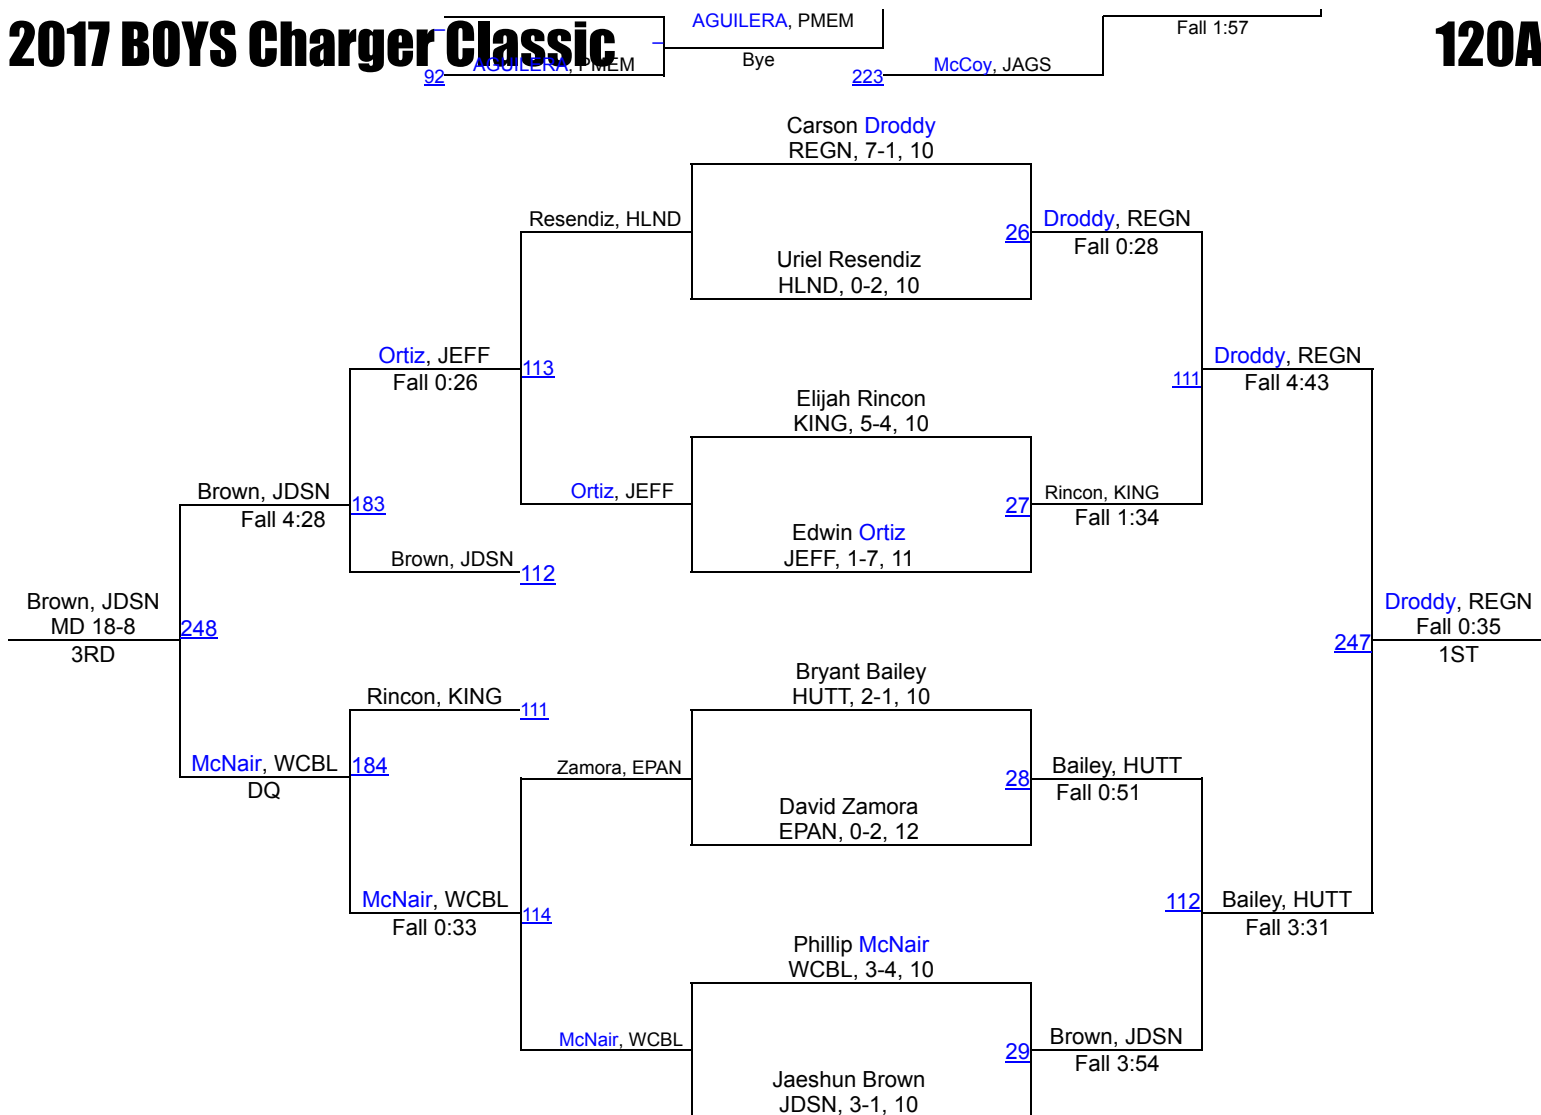 AGUILERA, PMEM
Fall 1:57
2017 BOYS Charger Classic
120A
Bye
92 AGUILERA, PMEM
223 McCoy, JAGS
Carson Droddy
REGN, 7-1, 10
Resendiz, HLND
26 Droddy, REGN
Fall 0:28
Uriel Resendiz
HLND, 0-2, 10
Ortiz, JEFF
Fall 0:26
113
111
Droddy, REGN
Fall 4:43
Elijah Rincon
KING, 5-4, 10
Brown, JDSN
Fall 4:28
183
Ortiz, JEFF
27 Rincon, KING
Fall 1:34
Edwin Ortiz
JEFF, 1-7, 11
Brown, JDSN 112
Brown, JDSN
MD 18-8
3RD
248
247
Droddy, REGN
Fall 0:35
1ST
Bryant Bailey
HUTT, 2-1, 10
Rincon, KING 111
McNair, WCBL
DQ
184
Zamora, EPAN
28 Bailey, HUTT
Fall 0:51
David Zamora
EPAN, 0-2, 12
McNair, WCBL
Fall 0:33
114
112
Bailey, HUTT
Fall 3:31
Phillip McNair
WCBL, 3-4, 10
McNair, WCBL
29 Brown, JDSN
Fall 3:54
Jaeshun Brown
JDSN, 3-1, 10